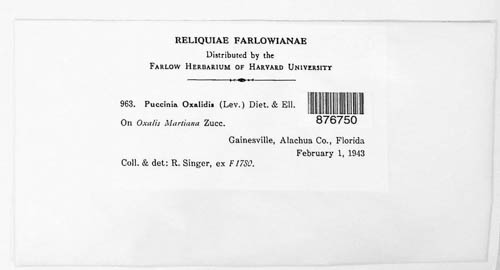 RELIQUIAE FARLOWIANAE
Distributed by the
FARLOW HERBARIUM OF HARVARD UNIVERSITY
963. Puccinia Oxalidis (Lev.) Diet. & Ell.
876750
On Oxalis Martiana Zucc.
Gainesville, Alachua Co., Florida
February 1, 1943
Coll. & det: R. Singer, ex F1780.